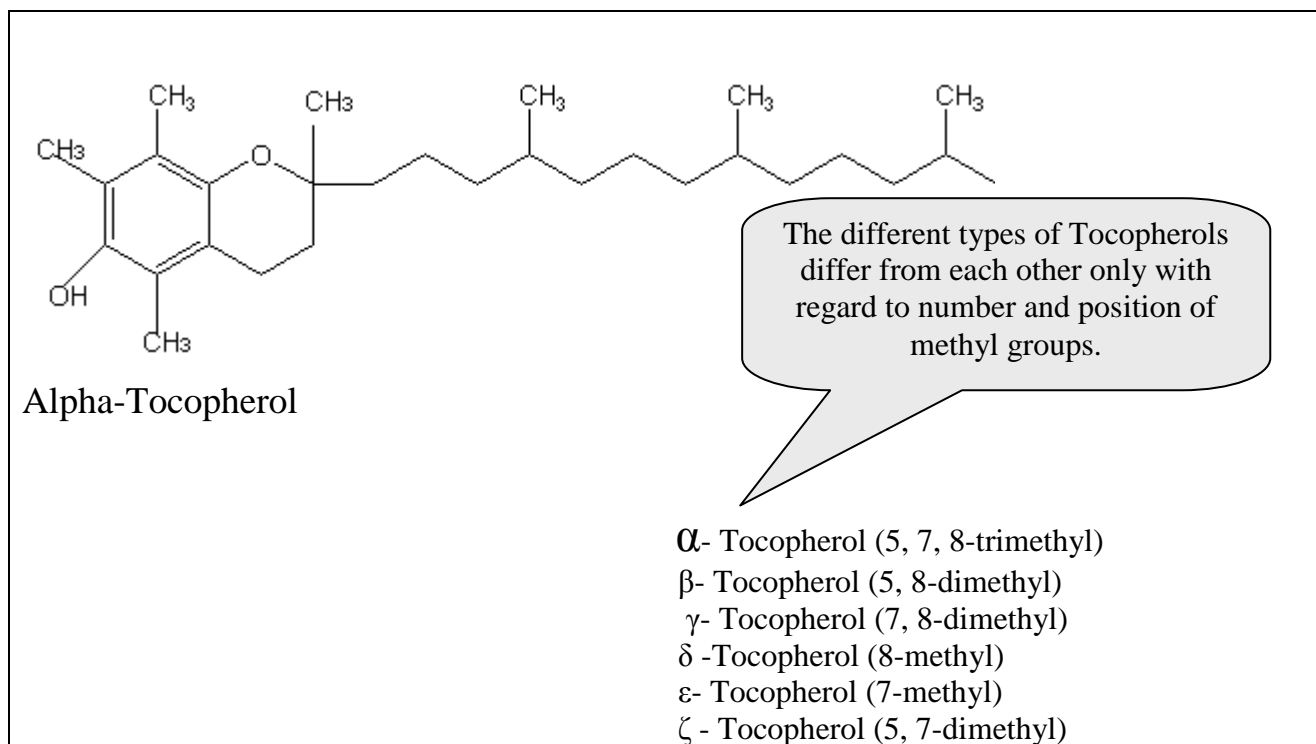 CH3 CH3 CH3 CH3 CH3
CH3
O
OH
CH3
The different types of Tocopherols
differ from each other only with
regard to number and position of
methyl groups.
Alpha-Tocopherol
α- Tocopherol (5, 7, 8-trimethyl)
β- Tocopherol (5, 8-dimethyl)
γ- Tocopherol (7, 8-dimethyl)
δ -Tocopherol (8-methyl)
ε- Tocopherol (7-methyl)
ζ - Tocopherol (5, 7-dimethyl)